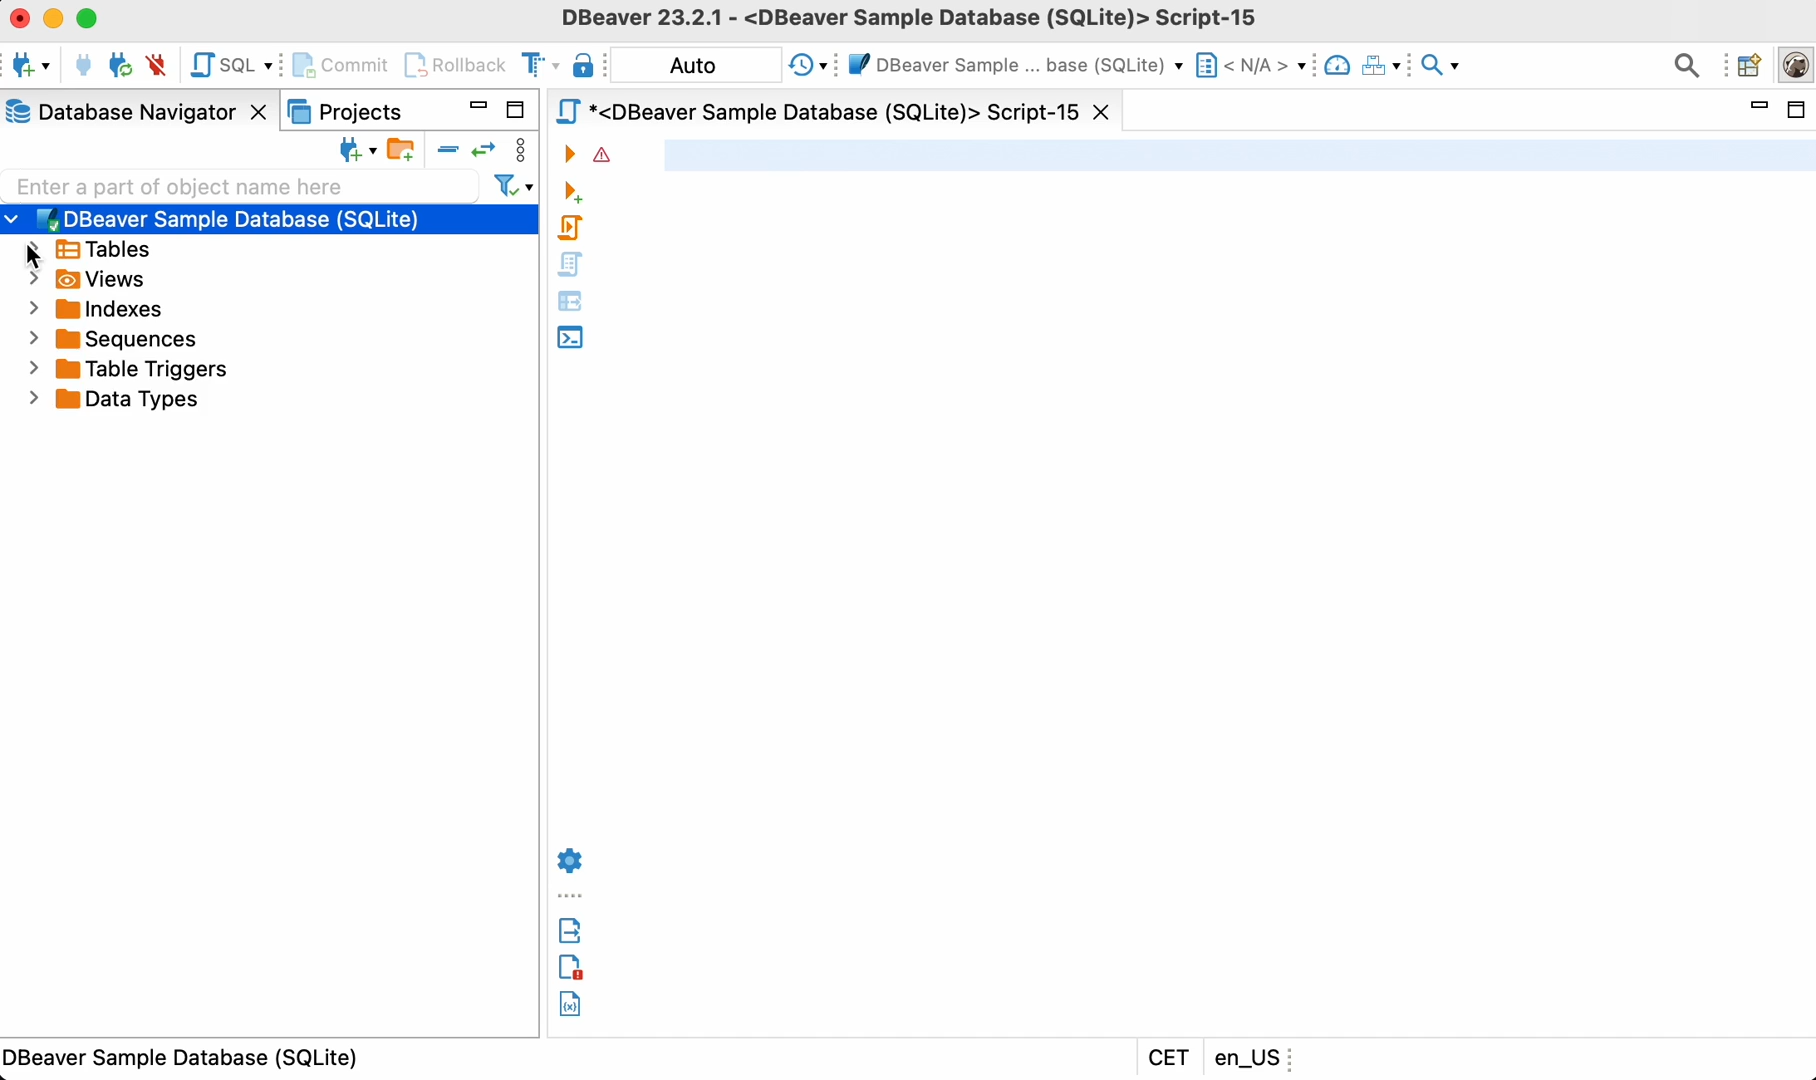 DBeaver 23.2.1 - <DBeaver Sample Database (SQLite)> Script-15
SQL Commit Rollback Auto DBeaver Sample ... base (SQLite) < N/A >
Database Navigator Projects
*<DBeaver Sample Database (SQLite)> Script-15
Enter a part of object name here
DBeaver Sample Database (SQLite)
Tables
Views
Indexes
Sequences
Table Triggers
Data Types
DBeaver Sample Database (SQLite) CET en_US